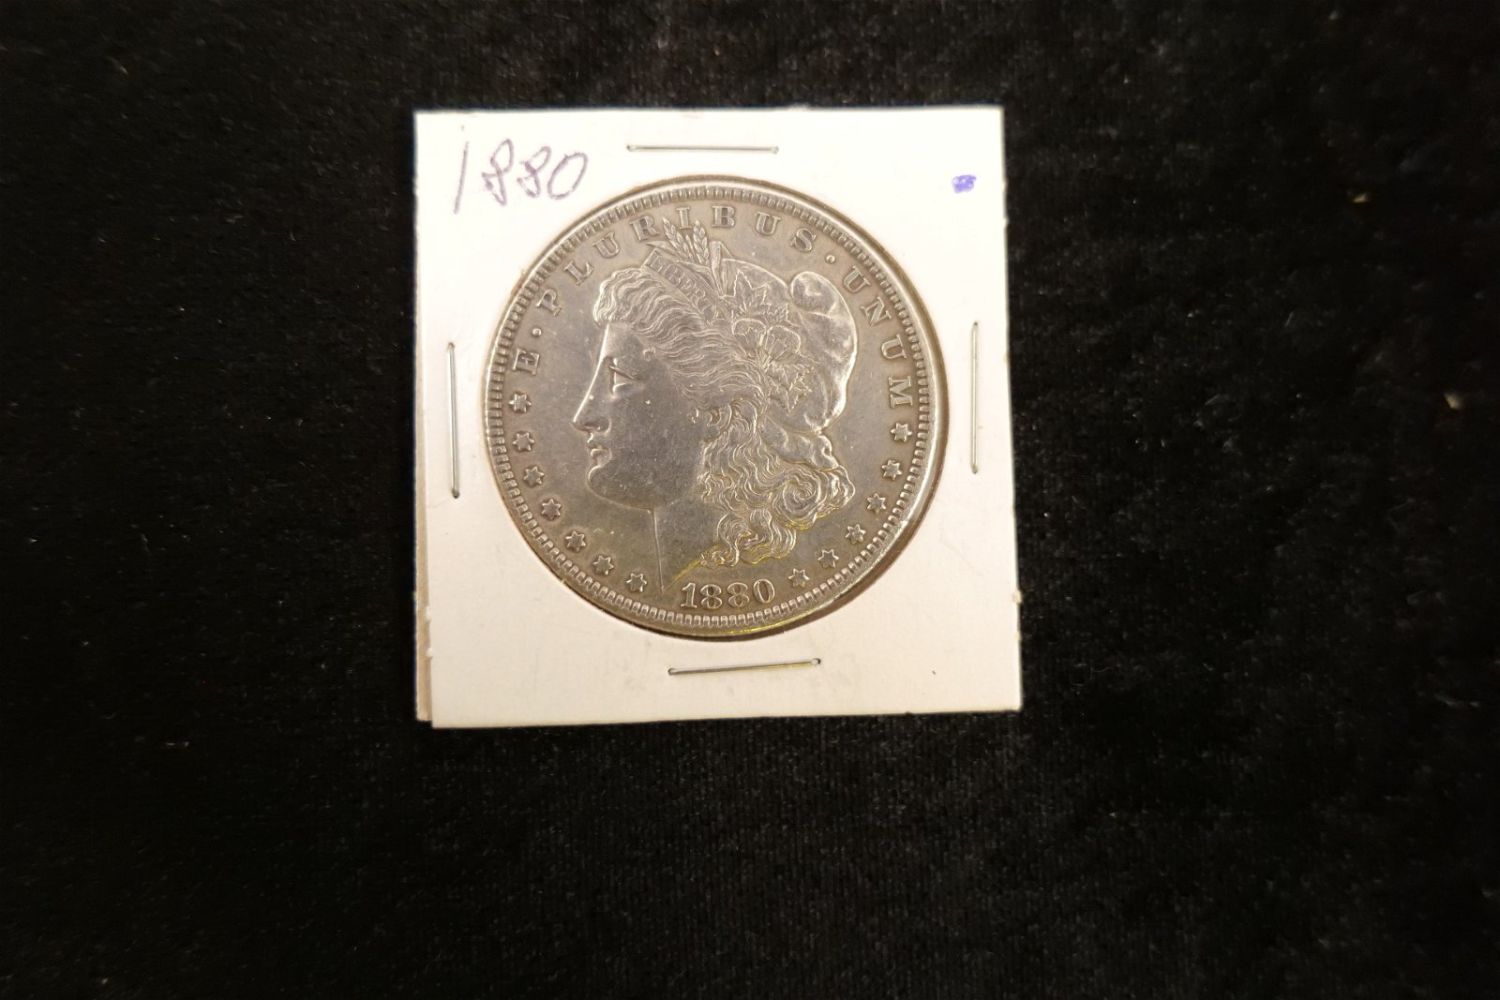 1880
E · PLURIBUS · UNUM
LIBERTY
1880